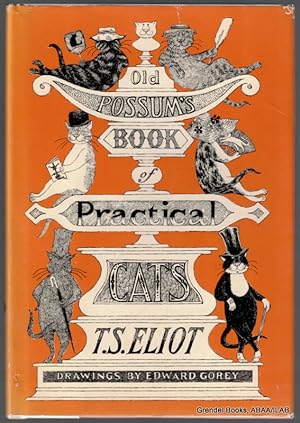 Old
POSSUM'S
BOOK
of
Practical
CATS
T.S. ELIOT
DRAWINGS BY EDWARD GOREY
Grendel Books, ABAA/ILAB